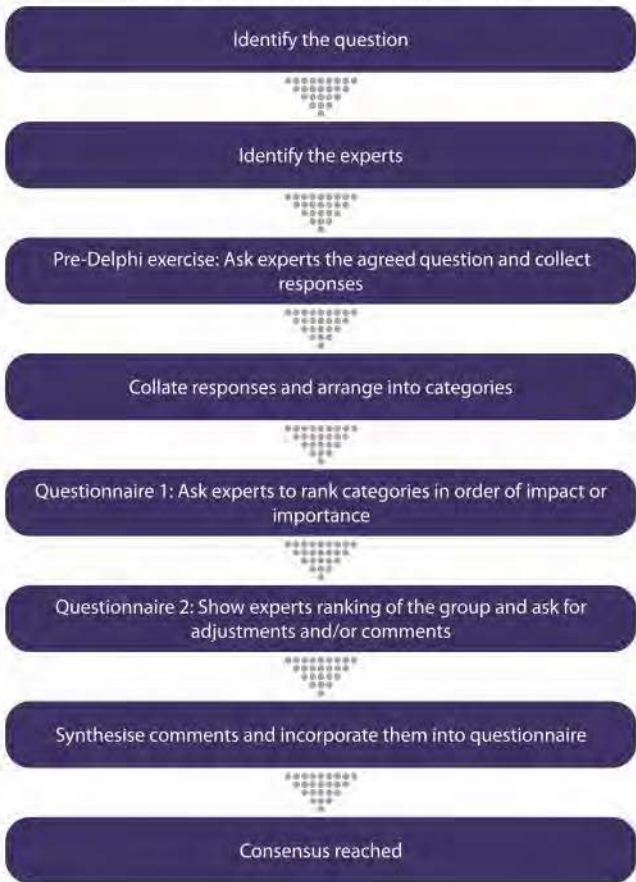 Identify the question
Identify the experts
Pre-Delphi exercise: Ask experts the agreed question and collect
responses
Collate responses and arrange into categories
Questionnaire 1: Ask experts to rank categories in order of impact or
importance
Questionnaire 2: Show experts ranking of the group and ask for
adjustments and/or comments
Synthesise comments and incorporate them into questionnaire
Consensus reached